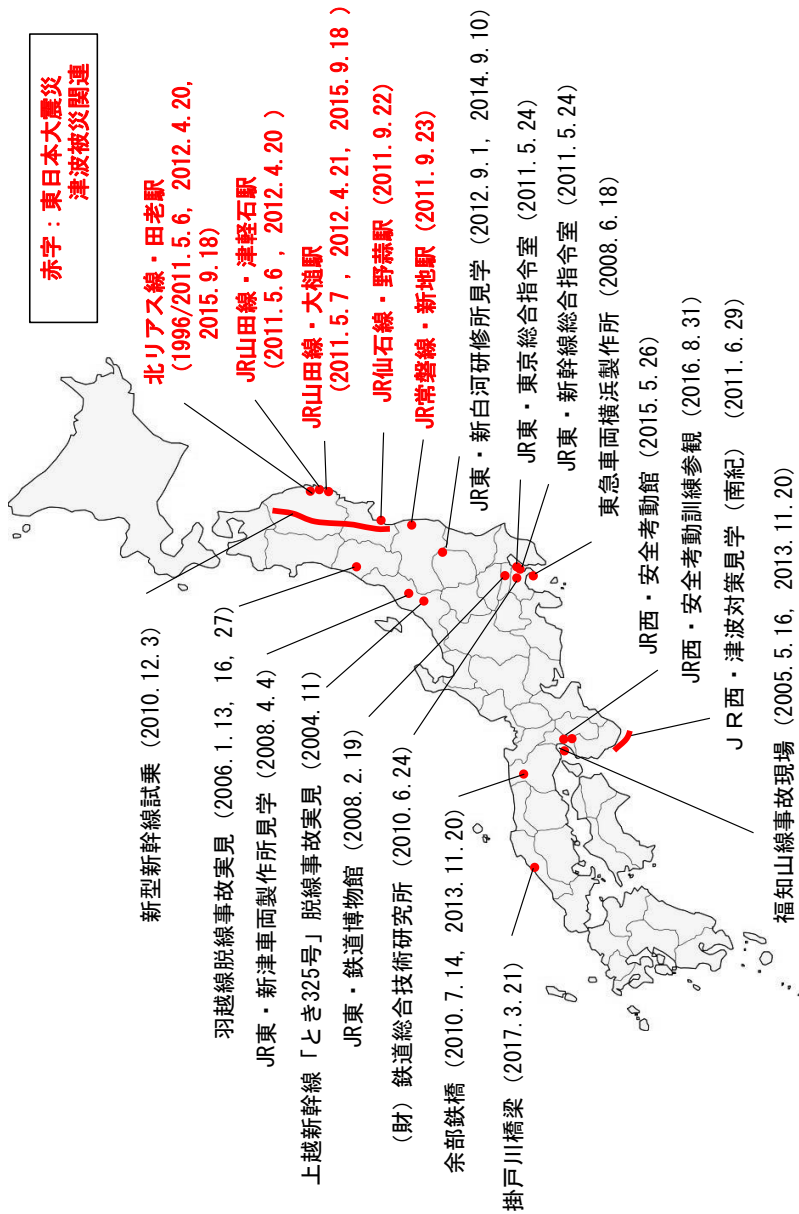 赤字：東日本大震災
津波被災関連
北リアス線・田老駅
(1996/2011.5.6, 2012.4.20,
2015.9.18)
JR山田線・津軽石駅
(2011.5.6 , 2012.4.20 )
JR山田線・大槌駅
(2011.5.7 , 2012.4.21, 2015.9.18 )
JR仙石線・野蒜駅(2011.9.22)
JR常磐線・新地駅(2011.9.23)
JR東・新白河研修所見学(2012.9.1, 2014.9.10)
JR東・東京総合指令室(2011.5.24)
JR東・新幹線総合指令室(2011.5.24)
東急車両横浜製作所(2008.6.18)
JR西・安全考動館(2015.5.26)
JR西・安全考動訓練参観(2016.8.31)
ＪＲ西・津波対策見学（南紀）(2011.6.29)
福知山線事故現場(2005.5.16, 2013.11.20)
新型新幹線試乗(2010.12.3)
羽越線脱線事故実見(2006.1.13, 16, 27)
JR東・新津車両製作所見学(2008.4.4)
上越新幹線「とき325号」脱線事故実見(2004.11)
JR東・鉄道博物館(2008.2.19)
（財）鉄道総合技術研究所(2010.6.24)
余部鉄橋(2010.7.14, 2013.11.20)
掛戸川橋梁(2017.3.21)